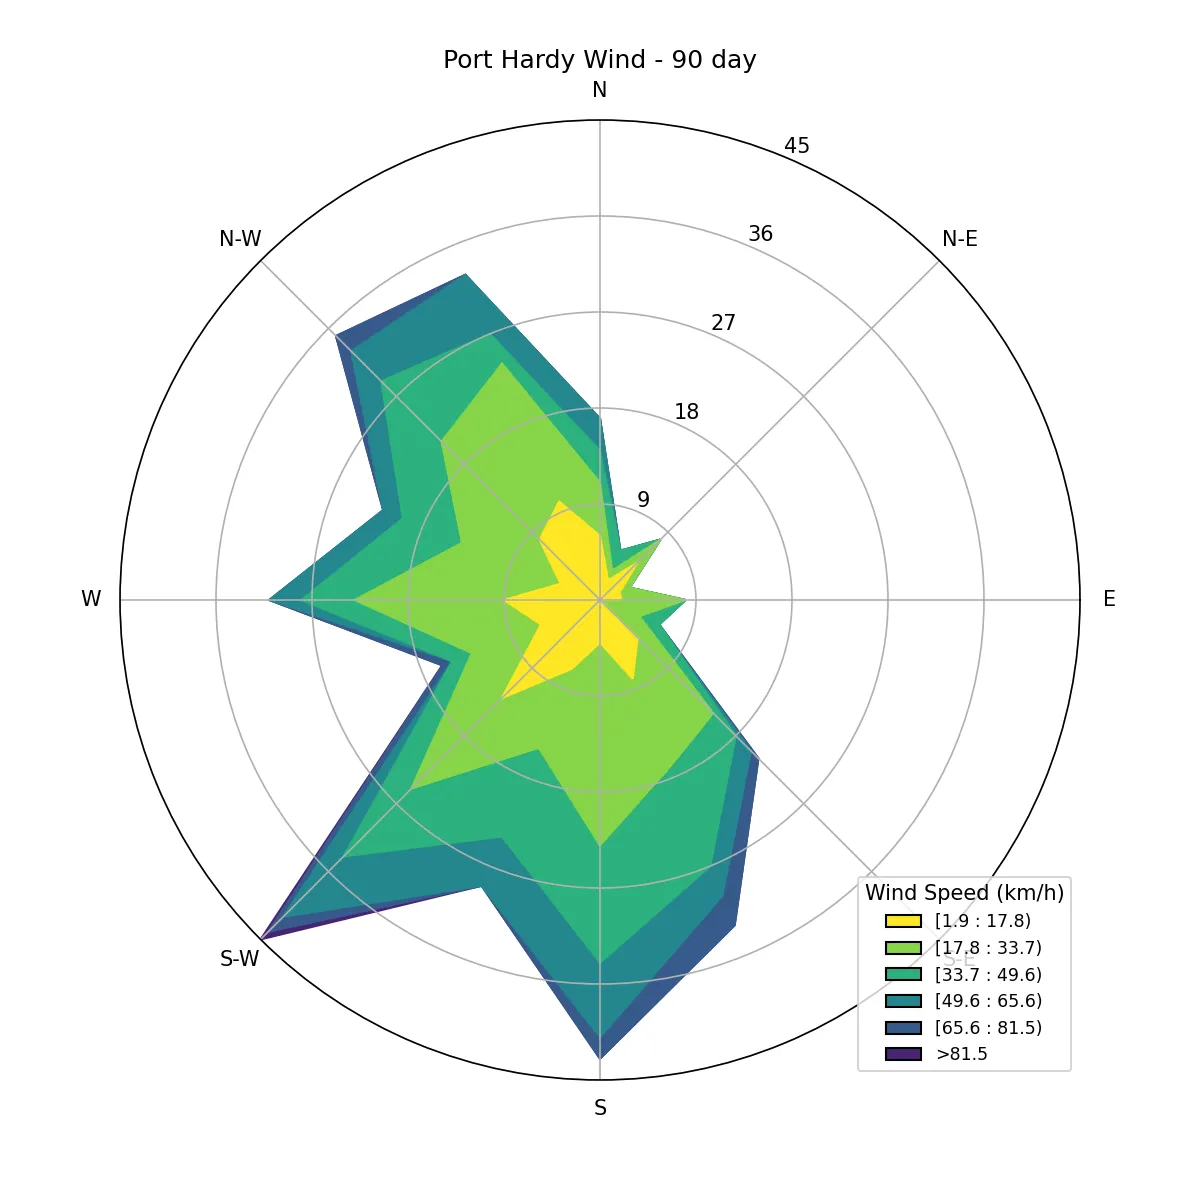 Port Hardy Wind - 90 day
N
45
N-W
36
N-E
27
18
9
W
E
Wind Speed (km/h)
[1.9 : 17.8)
[17.8 : 33.7)
S-W
S-E
[33.7 : 49.6)
[49.6 : 65.6)
[65.6 : 81.5)
>81.5
S